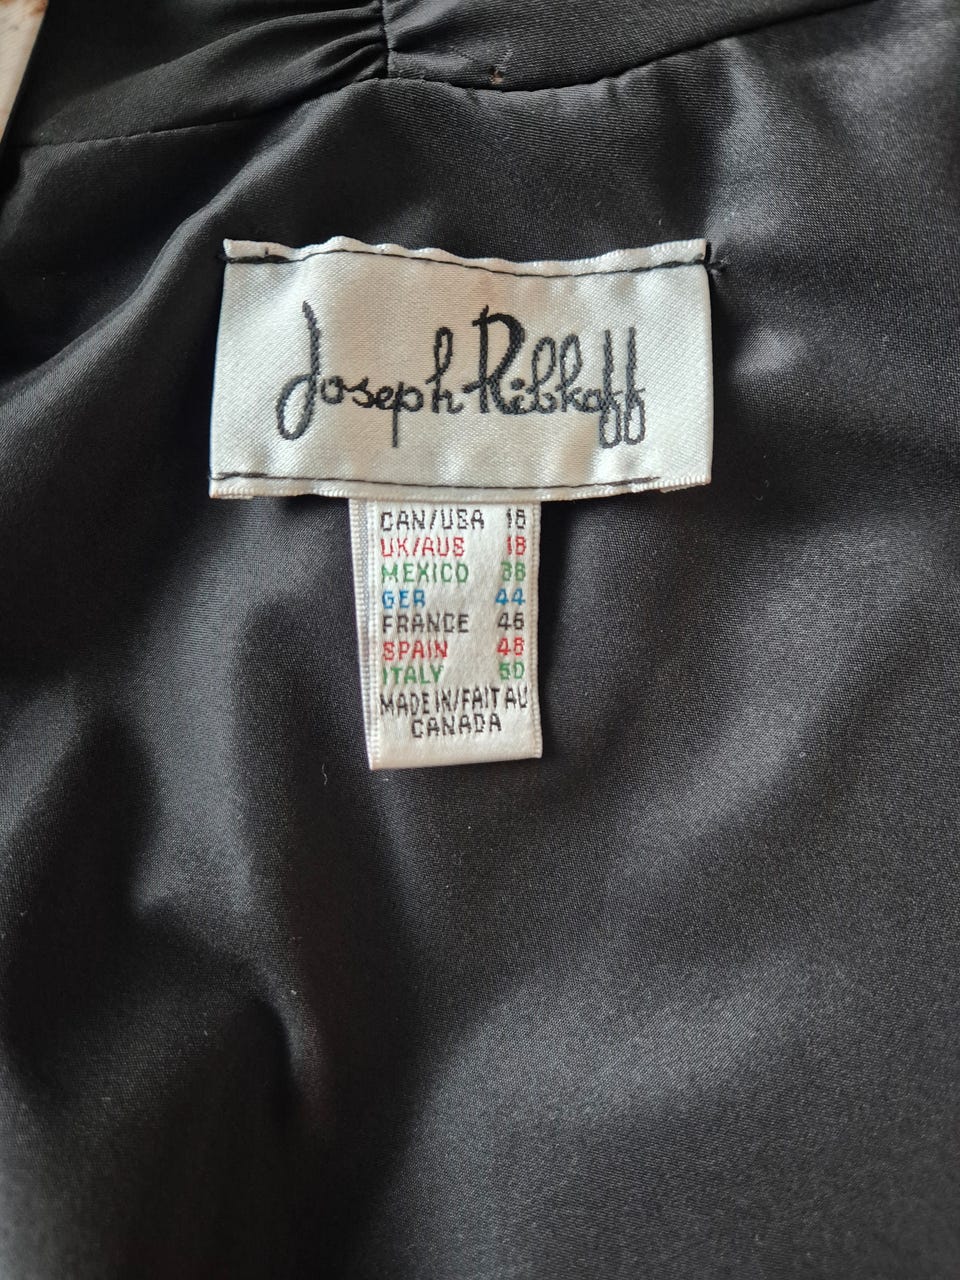 Joseph Ribkoff
CAN/USA 16
UK/AUS 18
MEXICO 38
GER 44
FRANCE 46
SPAIN 48
ITALY 50
MADE IN/FAIT AU
CANADA